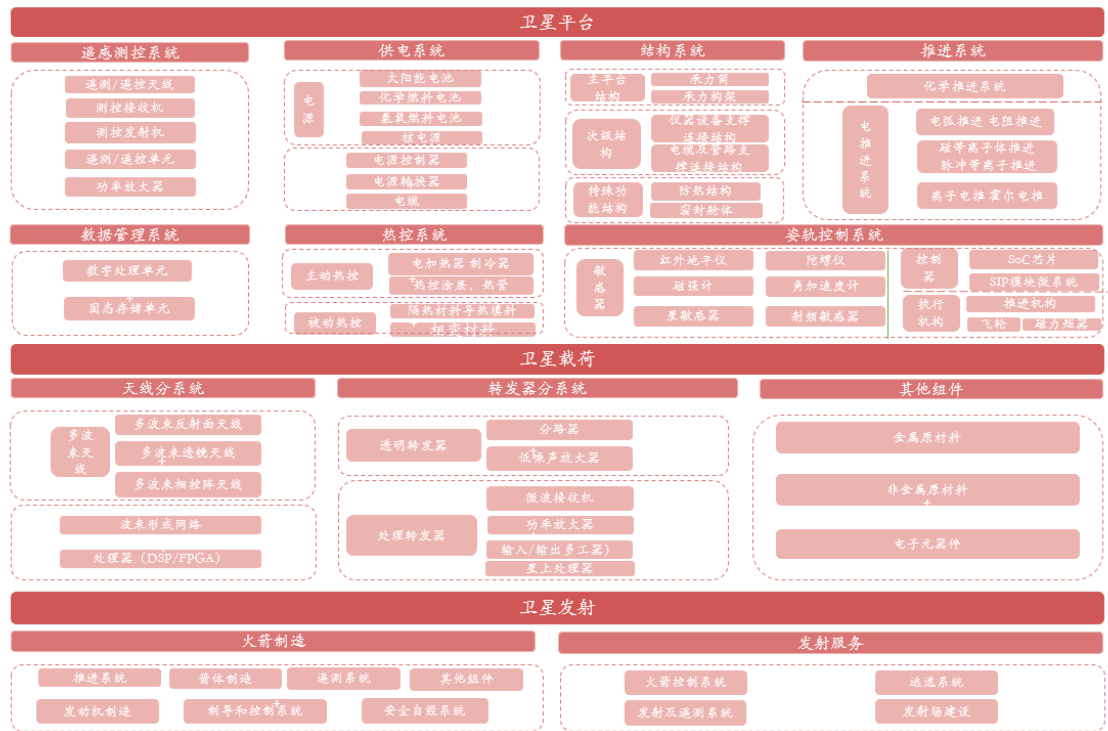 卫星平台
遥感测控系统
遥测/遥控天线
测控接收机
测控发射机
遥测/遥控单元
功率放大器
供电系统
电
源
太阳能电池
化学燃料电池
氢氧燃料电池
核电源
电源控制器
电源转换器
电缆
结构系统
主平台
结构
承力筒
承力构架
次级结
构
仪器设备支撑
连接结构
电缆及管路支
撑连接结构
特殊功
能结构
防热结构
密封舱体
推进系统
化学推进系统
电
推
进
系
统
电弧推进 电阻推进
磁等离子体推进
脉冲等离子推进
离子电推 霍尔电推
数据管理系统
数字处理单元
固态存储单元
热控系统
主动热控
电加热器 制冷器
热控涂层，热管
被动热控
隔热材料导热填料
相变材料
姿轨控制系统
敏
感
器
红外地平仪
磁强计
星敏感器
陀螺仪
角加速度计
射频敏感器
控制
器
SoC芯片
SIP模块微系统
执行
机构
推进机构
飞轮
磁力矩器
卫星载荷
天线分系统
多波
束天
线
多波束反射面天线
多波束透镜天线
多波束相控阵天线
波束形成网络
处理器（DSP/FPGA）
转发器分系统
透明转发器
分路器
低噪声放大器
处理转发器
微波接收机
功率放大器
输入/输出多工器）
星上处理器
其他组件
金属原材料
非金属原材料
电子元器件
卫星发射
火箭制造
推进系统
箭体制造
遥测系统
其他组件
发动机制造
制导和控制系统
安全自毁系统
发射服务
火箭控制系统
逃逸系统
发射及遥测系统
发射场建设